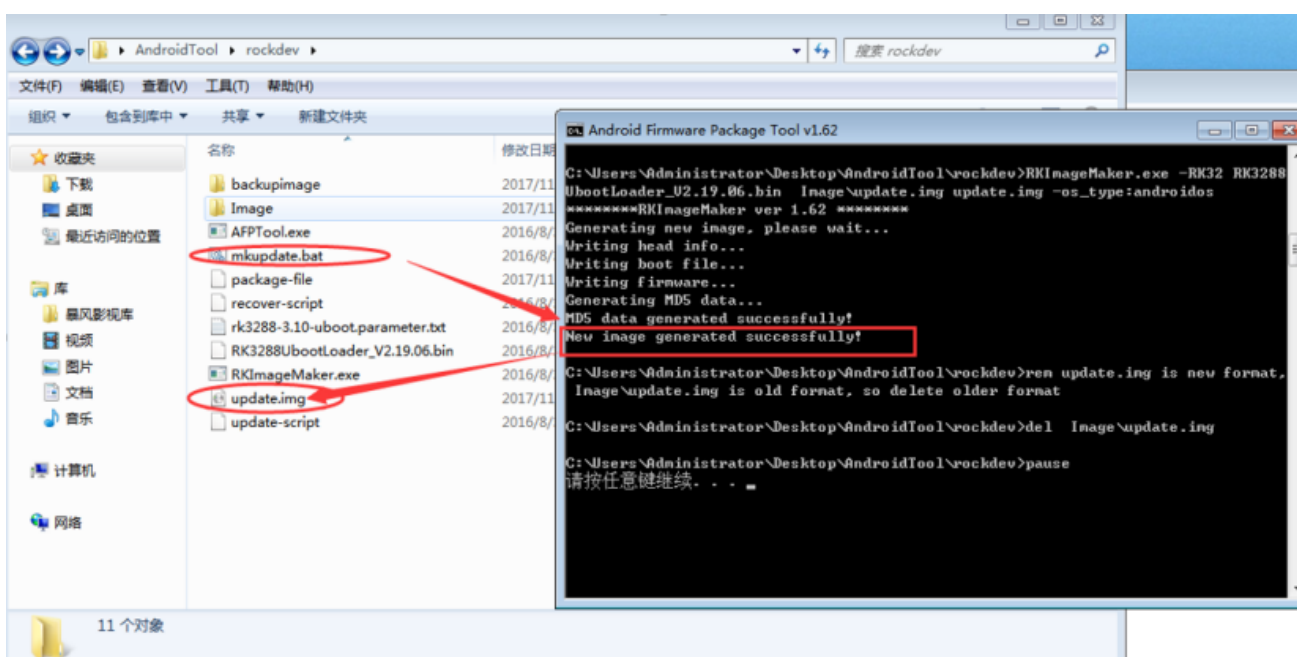 AndroidTool ▸ rockdev ▸
搜索 rockdev
文件(F) 编辑(E) 查看(V) 工具(T) 帮助(H)
组织 包含到库中 共享 新建文件夹
收藏夹
下载
桌面
最近访问的位置
库
暴风影视库
视频
图片
文档
音乐
计算机
网络
名称 修改日期
backupimage 2017/11
Image 2017/11
AFPTool.exe 2016/8/
mkupdate.bat 2016/8/
package-file 2017/11
recover-script 2016/8/
rk3288-3.10-uboot.parameter.txt 2016/8/
RK3288UbootLoader_V2.19.06.bin 2016/8/
RKImageMaker.exe 2016/8/
update.img 2017/11
update-script 2016/8/
11 个对象
Android Firmware Package Tool v1.62
C:\Users\Administrator\Desktop\AndroidTool\rockdev>RKImageMaker.exe -RK32 RK3288
UbootLoader_V2.19.06.bin Image\update.img update.img -os_type:androidos
********RKImageMaker ver 1.62 ********
Generating new image, please wait...
Writing head info...
Writing boot file...
Writing firmware...
Generating MD5 data...
MD5 data generated successfully!
New image generated successfully!
C:\Users\Administrator\Desktop\AndroidTool\rockdev>rem update.img is new format,
Image\update.img is old format, so delete older format
C:\Users\Administrator\Desktop\AndroidTool\rockdev>del Image\update.img
C:\Users\Administrator\Desktop\AndroidTool\rockdev>pause
请按任意键继续. . .